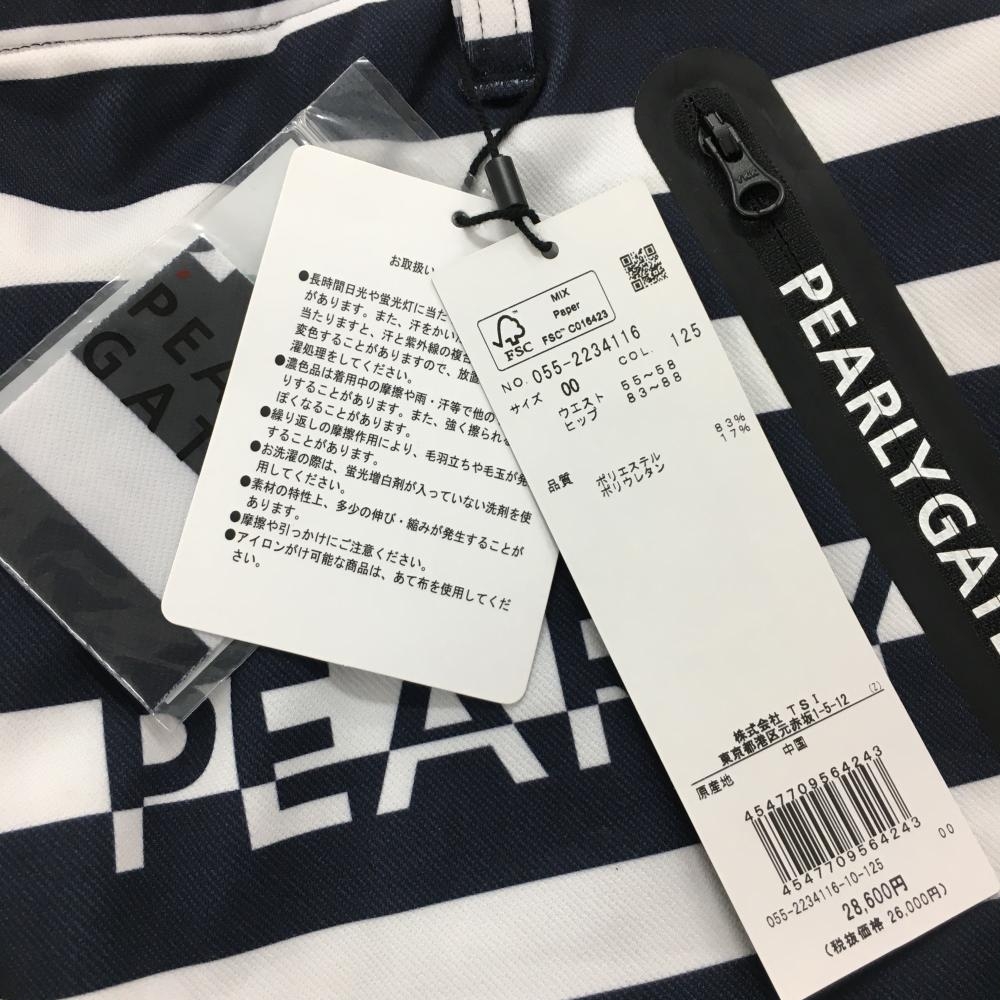 PEA
GAT
お取扱い
●長時間日光や蛍光灯に当た
があります。また、汗をかいた
当たりますと、汗と紫外線の複合
変色することがありますので、放置
濯処理をしてください。
●濃色品は着用中の摩擦や雨・汗等で他の
りすることがあります。また、強く擦られ
ぽくなることがあります。
●繰り返しの摩擦作用により、毛羽立ちや毛玉が発
することがあります。
●お洗濯の際は、蛍光増白剤が入っていない洗剤を使
用してください。
●素材の特性上、多少の伸び・縮みが発生することが
あります。
●摩擦や引っかけにご注意ください。
●アイロンがけ可能な商品は、あて布を使用してくだ
さい。
FSC
MIX
Paper
FSC™ C016423
NO. 055-2234116 COL. 125
サイズ 00
ウエスト 55~58
ヒップ 83~88
83%
17%
品質 ポリエステル
ポリウレタン
株式会社 TSI (Z)
東京都港区元赤坂1-5-12
原産地 中国
4547709564243
4547709564243
00
055-2234116-10-125
28,600円
(税抜価格 26,000円)
YKK
PEARLY GATE
PEAR